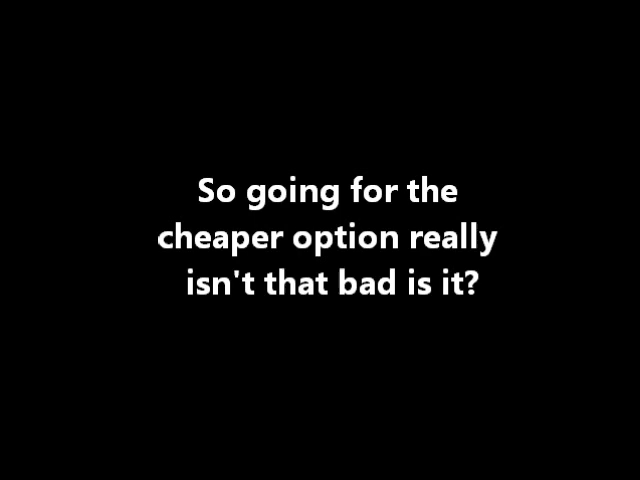 So going for the
cheaper option really
isn't that bad is it?